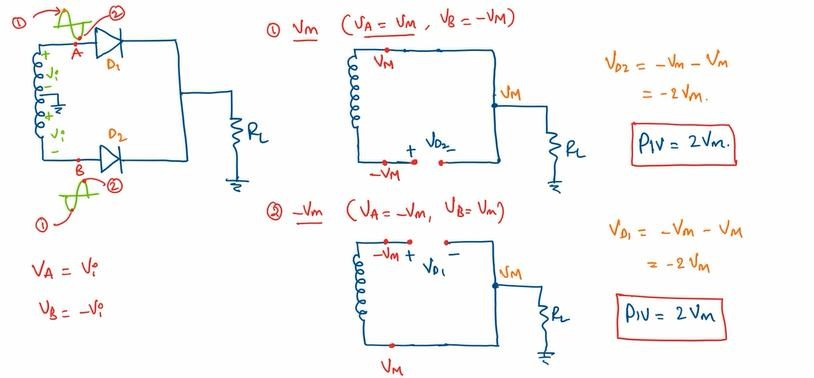 ① ②
A
D₁
+
Vi
-
+
Vi
-
D₂
B
RL
②
①
VA = Vi
VB = -Vi
① VM (VA = VM, VB = -VM)
VM
VM
+ VD2 -
-VM
RL
VD2 = -VM - VM
= -2VM.
PIV = 2VM.
② -VM (VA = -VM, VB = VM)
-VM + VD1 -
VM
RL
VM
VD1 = -VM - VM
= -2VM
PIV = 2VM